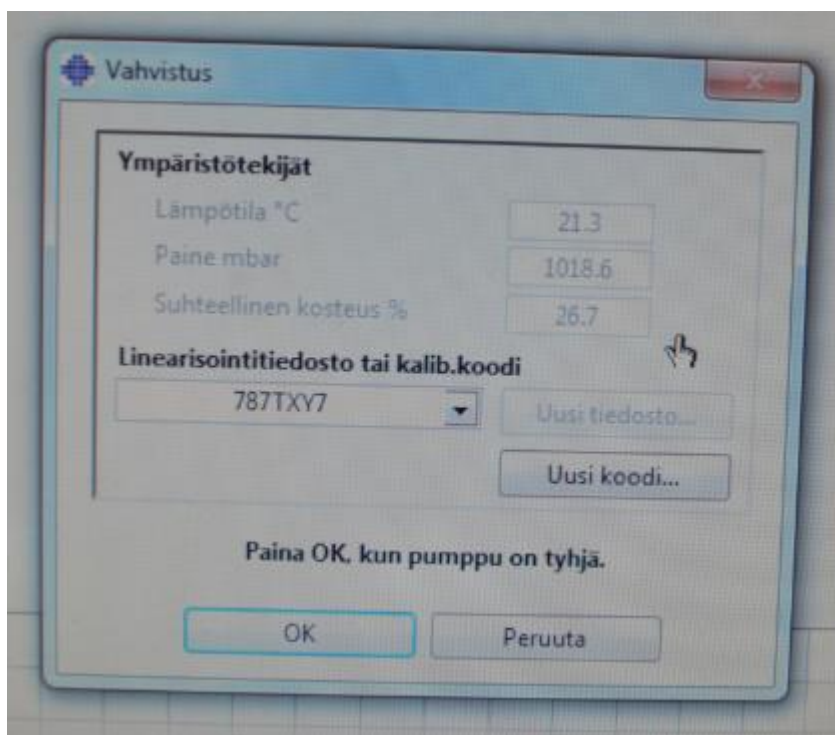 Vahvistus
Ympäristötekijät
Lämpötila °C 21.3
Paine mbar 1018.6
Suhteellinen kosteus % 26.7
Linearisointitiedosto tai kalib.koodi
787TXY7 Uusi tiedosto...
Uusi koodi...
Paina OK, kun pumppu on tyhjä.
OK Peruuta